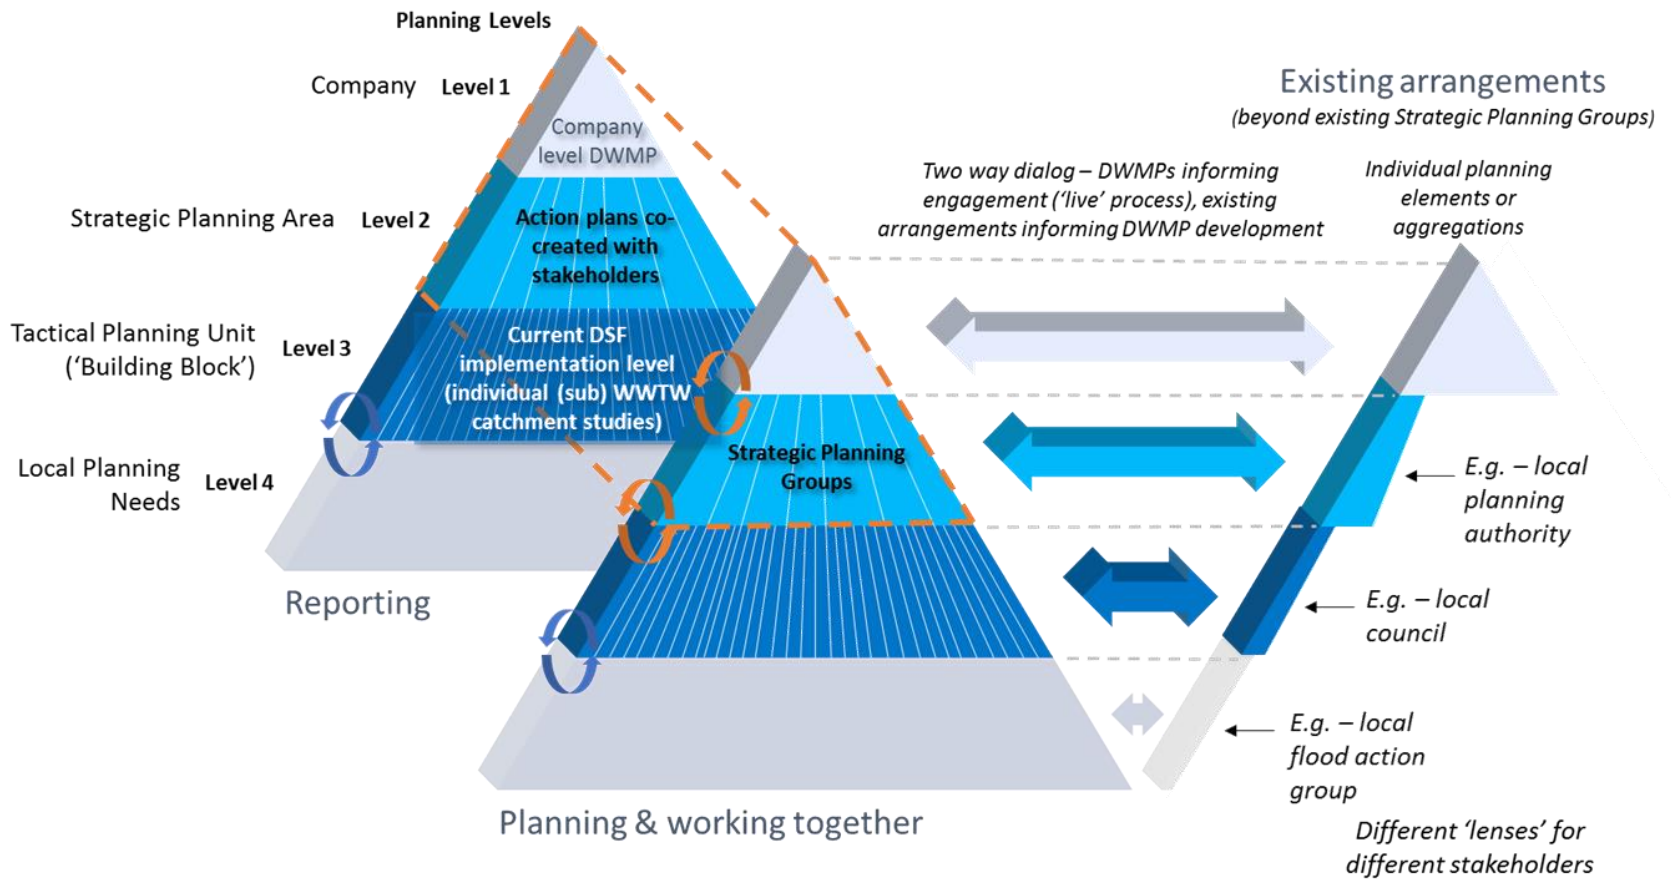 Planning Levels
Company Level 1
Company
level DWMP
Strategic Planning Area Level 2
Action plans co-
created with
stakeholders
Tactical Planning Unit
(‘Building Block’)
Level 3
Current DSF
implementation level
(individual (sub) WWTW
catchment studies)
Local Planning
Needs
Level 4
Reporting
Strategic Planning
Groups
Planning & working together
Existing arrangements
(beyond existing Strategic Planning Groups)
Two way dialog – DWMPs informing
engagement (‘live’ process), existing
arrangements informing DWMP development
Individual planning
elements or
aggregations
E.g. – local
planning
authority
E.g. – local
council
E.g. – local
flood action
group
Different ‘lenses’ for
different stakeholders